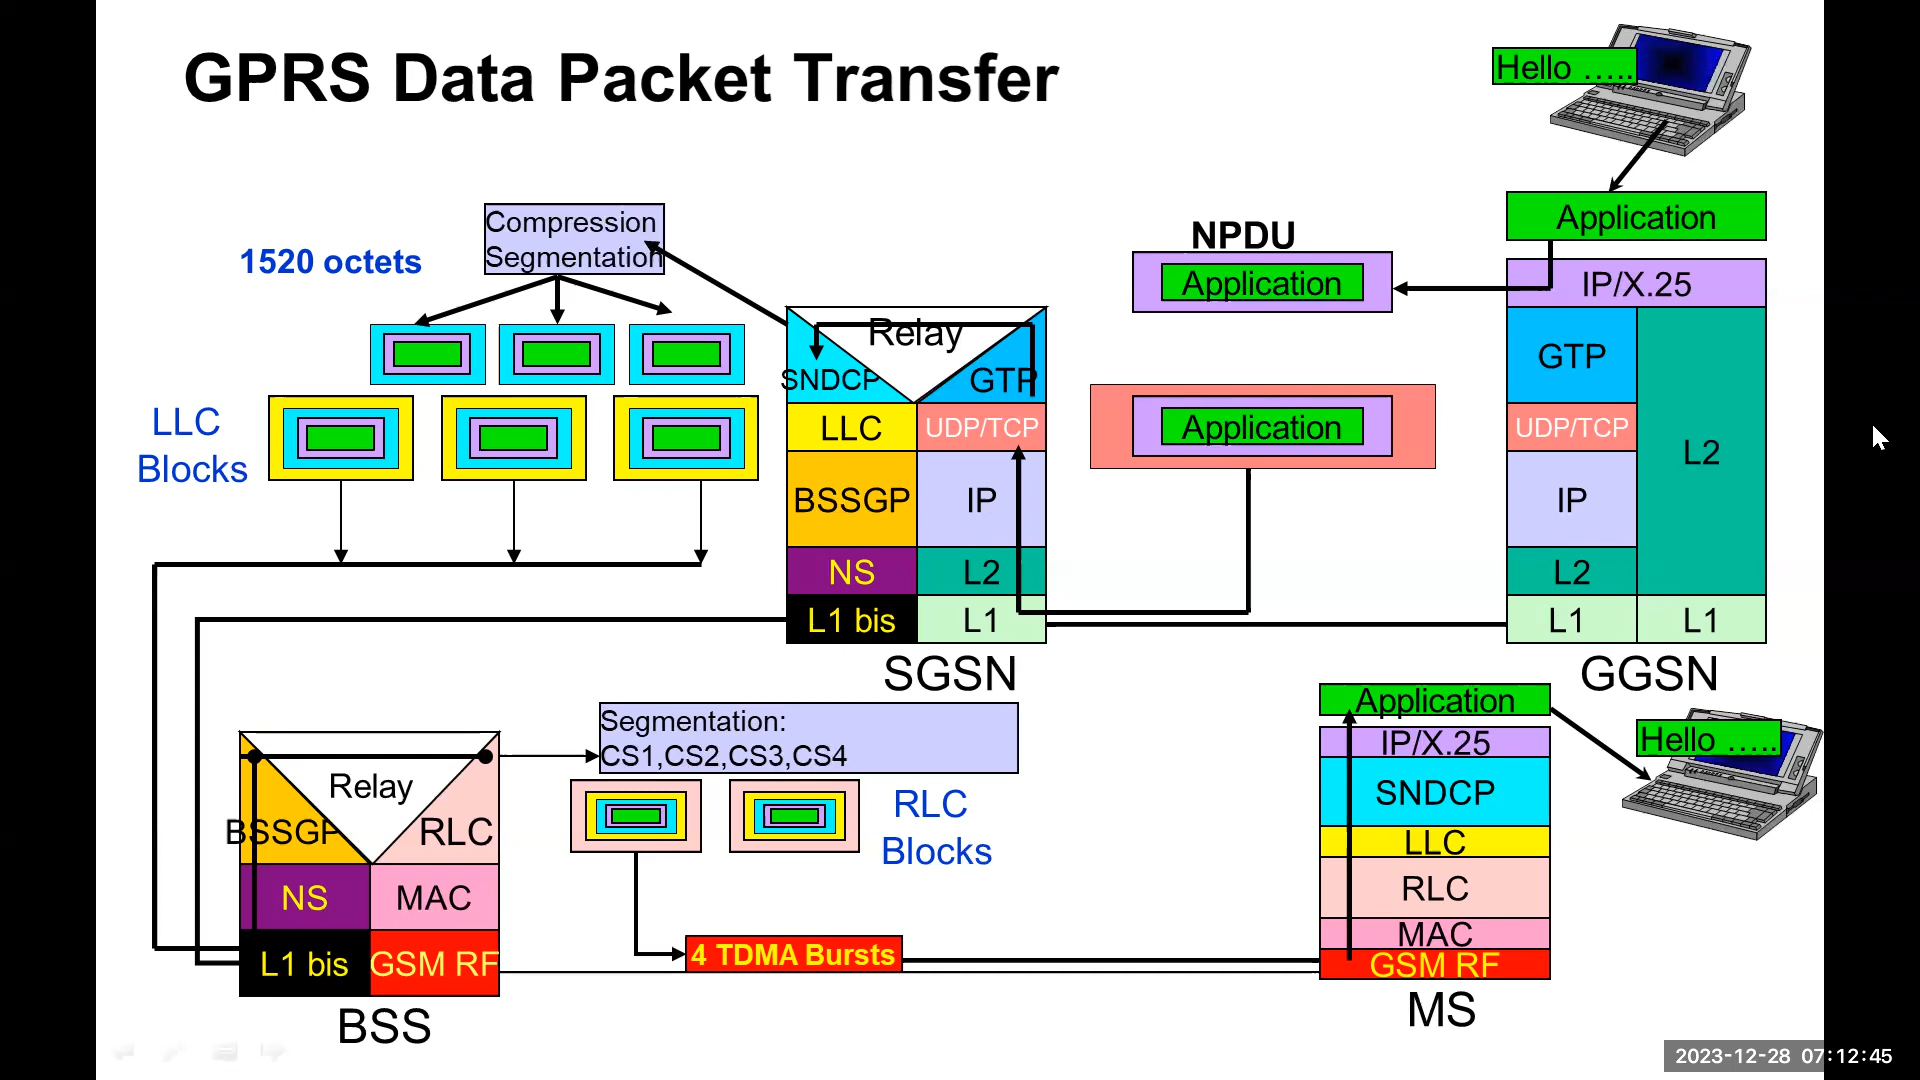 GPRS Data Packet Transfer
Hello …..
Application
IP/X.25
GTP
UDP/TCP
L2
IP
L2
L1
L1
GGSN
NPDU
Application
Application
Compression
Segmentation
1520 octets
LLC
Blocks
Relay
SNDCP
GTP
LLC
UDP/TCP
BSSGP
IP
NS
L2
L1 bis
L1
SGSN
Relay
BSSGP
RLC
NS
MAC
L1 bis
GSM RF
BSS
Segmentation:
CS1,CS2,CS3,CS4
RLC
Blocks
4 TDMA Bursts
Application
IP/X.25
SNDCP
LLC
RLC
MAC
GSM RF
MS
Hello …..
2023-12-28 07:12:45